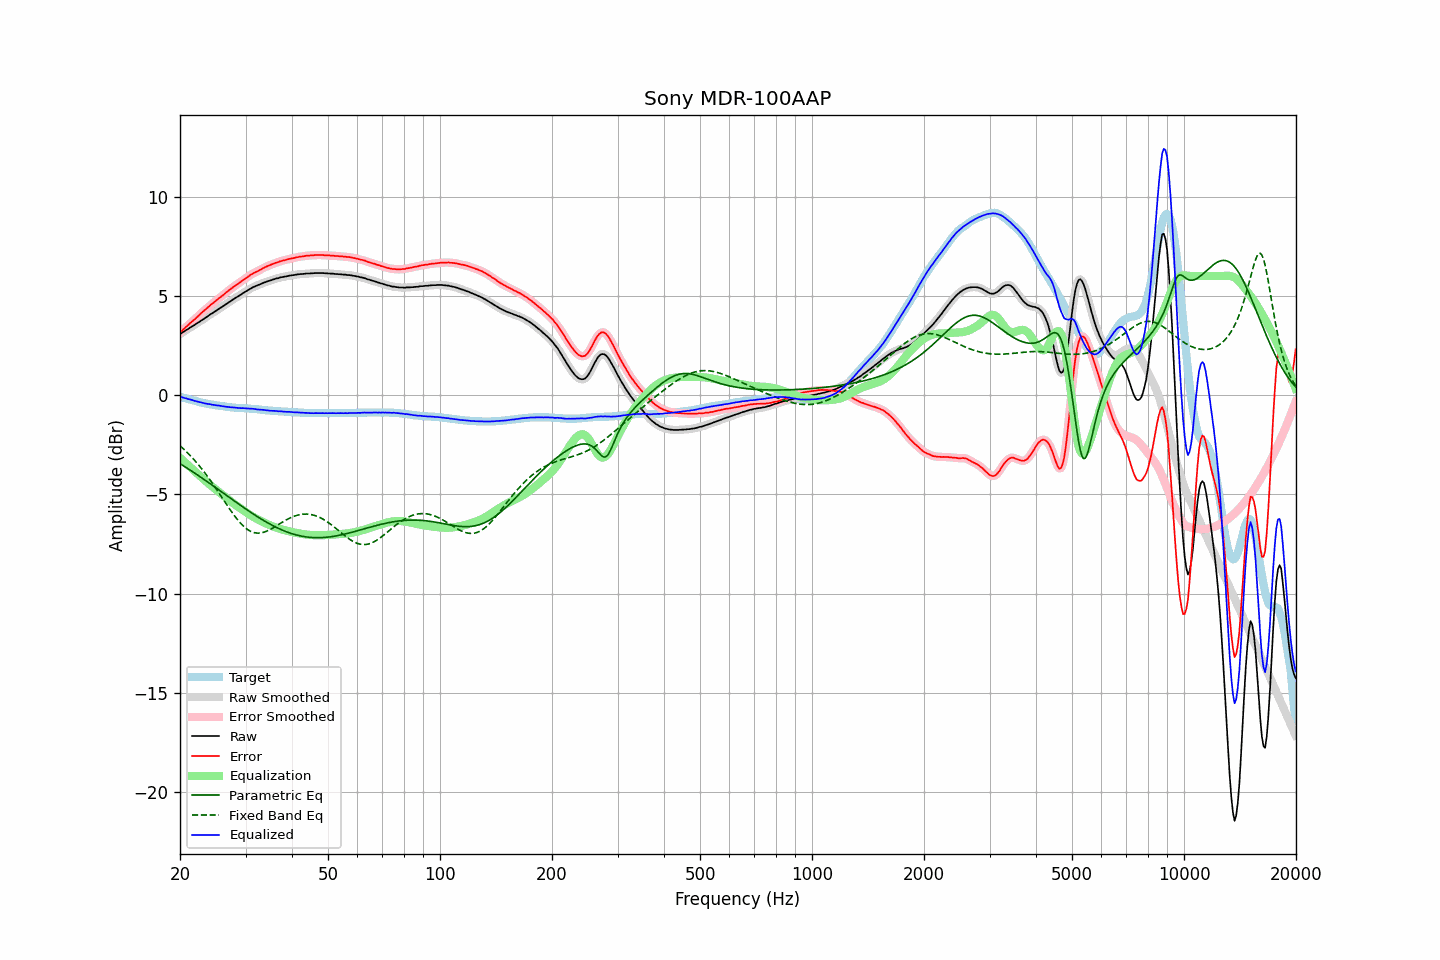 Sony MDR-100AAP
Amplitude (dBr)
10
5
0
−5
−10
−15
−20
Target
Raw Smoothed
Error Smoothed
Raw
Error
Equalization
Parametric Eq
Fixed Band Eq
Equalized
20 50 100 200 500 1000 2000 5000 10000 20000
Frequency (Hz)